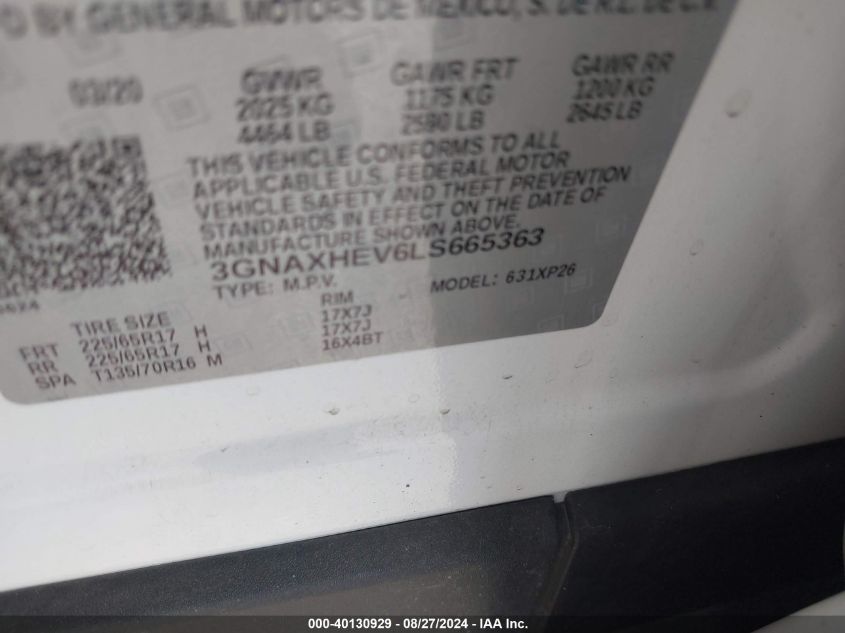 BY GENERAL MOTORS DE MEXICO, S. DE R.L. DE C.V.
03/20 GVWR GAWR FRT GAWR RR
2025 KG 1175 KG 1200 KG
4464 LB 2590 LB 2645 LB
THIS VEHICLE CONFORMS TO ALL
APPLICABLE U.S. FEDERAL MOTOR
VEHICLE SAFETY AND THEFT PREVENTION
STANDARDS IN EFFECT ON THE DATE OF
MANUFACTURE SHOWN ABOVE.
3GNAXHEV6LS665363
TYPE: M.P.V. MODEL: 631XP26
TIRE SIZE RIM
FRT 225/65R17 H 17X7J
RR 225/65R17 H 17X7J
SPA T135/70R16 M 16X4BT
000-40130929 - 08/27/2024 - IAA Inc.